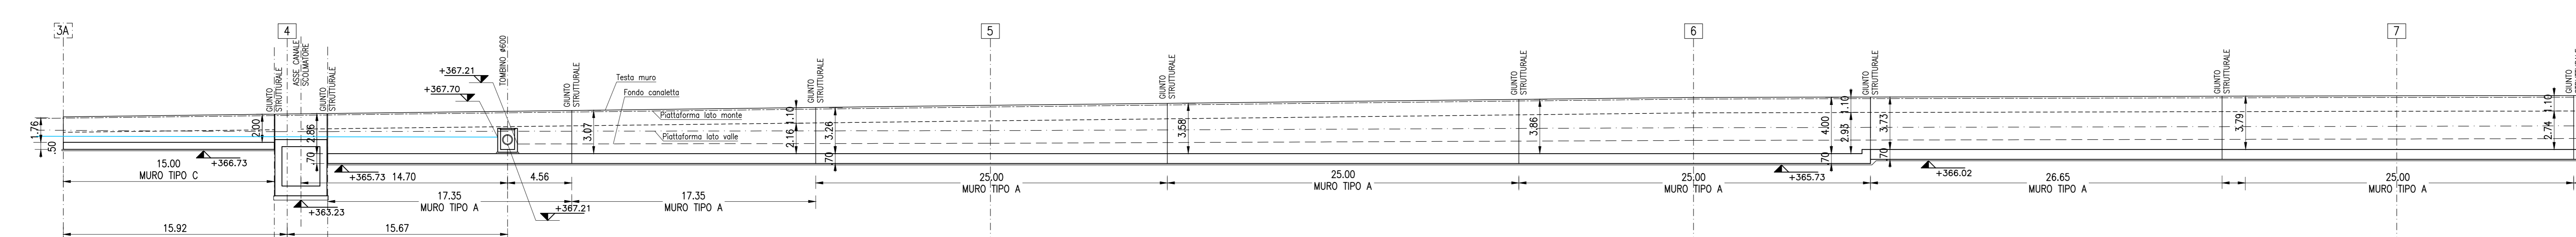 3A
4
5
6
7
GIUNTO
STRUTTURALE
ASSE CANALE
SCOLMATORE
GIUNTO
STRUTTURALE
TOMBINO ø600
GIUNTO
STRUTTURALE
GIUNTO
STRUTTURALE
GIUNTO
STRUTTURALE
GIUNTO
STRUTTURALE
GIUNTO
STRUTTURALE
GIUNTO
STRUTTURALE
GIUNTO
+367.21
+367.70
Testa muro
Fondo canaletta
Piattaforma lato monte
Piattaforma lato valle
1.76
.50
2.00
2.86
.70
3.07
2.16
1.10
3.26
.70
3.58
3.86
4.00
.70
1.10
2.93
3.73
.70
3.79
1.10
2.74
+366.73
15.00
MURO TIPO C
+365.73
14.70
4.56
+363.23
17.35
MURO TIPO A
17.35
MURO TIPO A
+367.21
25.00
MURO TIPO A
25.00
MURO TIPO A
25.00
MURO TIPO A
+365.73
+366.02
26.65
MURO TIPO A
25.00
MURO TIPO A
15.92
15.67